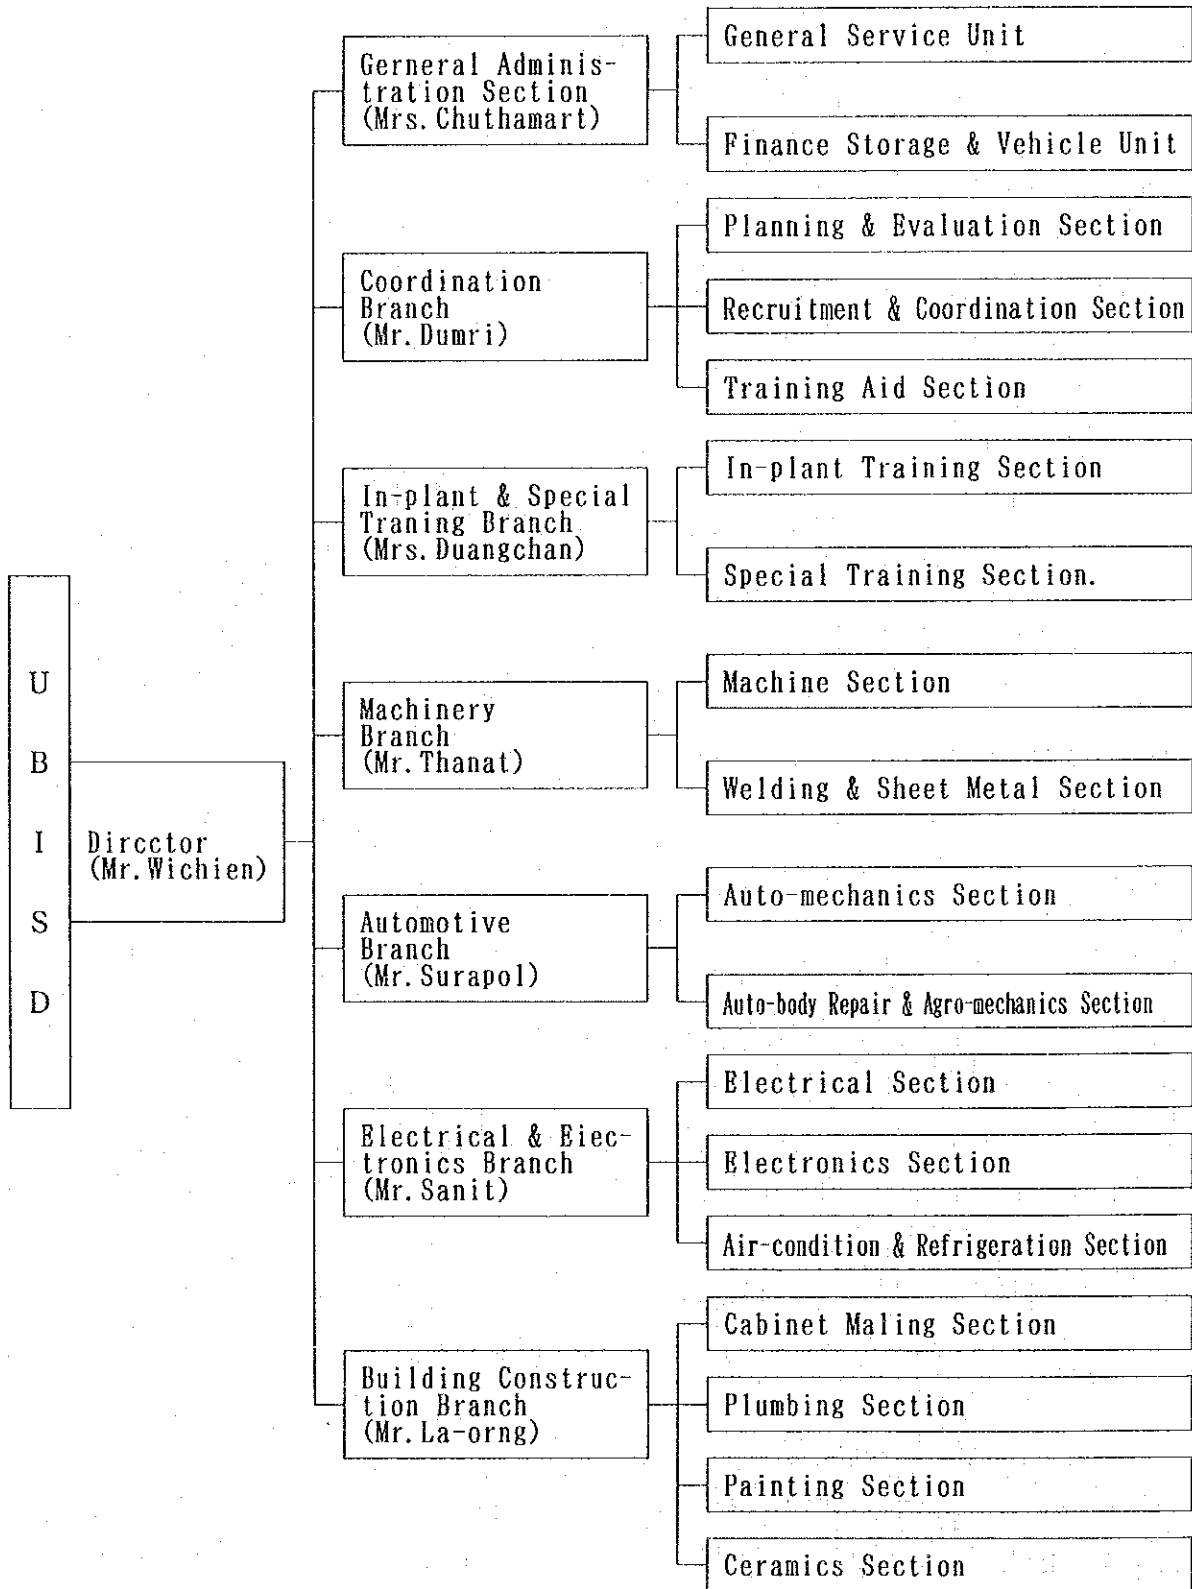 U
B
I
S
D
Dircctor
(Mr.Wichien)
Gerneral Adminis-
tration Section
(Mrs.Chuthamart)
General Service Unit
Finance Storage & Vehicle Unit
Coordination
Branch
(Mr.Dumri)
Planning & Evaluation Section
Recruitment & Coordination Section
Training Aid Section
In-plant & Special
Traning Branch
(Mrs.Duangchan)
In-plant Training Section
Special Training Section.
Machinery
Branch
(Mr.Thanat)
Machine Section
Welding & Sheet Metal Section
Automotive
Branch
(Mr.Surapol)
Auto-mechanics Section
Auto-body Repair & Agro-mechanics Section
Electrical & Eiec-
tronics Branch
(Mr.Sanit)
Electrical Section
Electronics Section
Air-condition & Refrigeration Section
Building Construc-
tion Branch
(Mr.La-orng)
Cabinet Maling Section
Plumbing Section
Painting Section
Ceramics Section